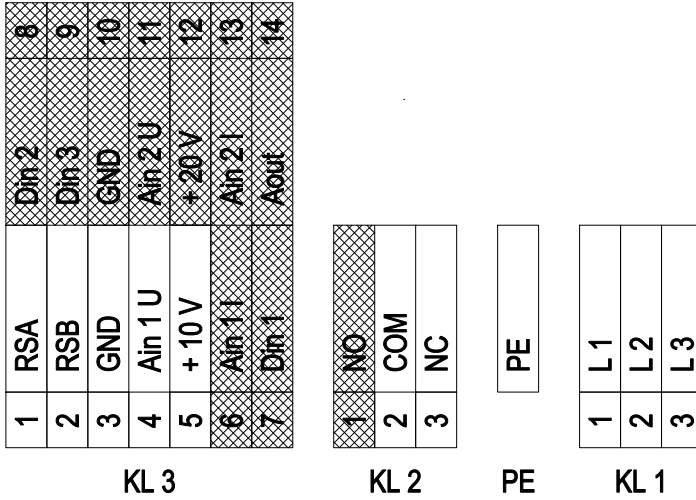 8 9 10 11 12 13 14
Din 2 Din 3 GND Ain 2 U + 20 V Ain 2 I Aout
RSA RSB GND Ain 1 U + 10 V Ain 1 I Din 1
1 2 3 4 5 6 7
KL 3
NO COM NC
1 2 3
KL 2
PE
PE
L 1 L 2 L 3
1 2 3
KL 1